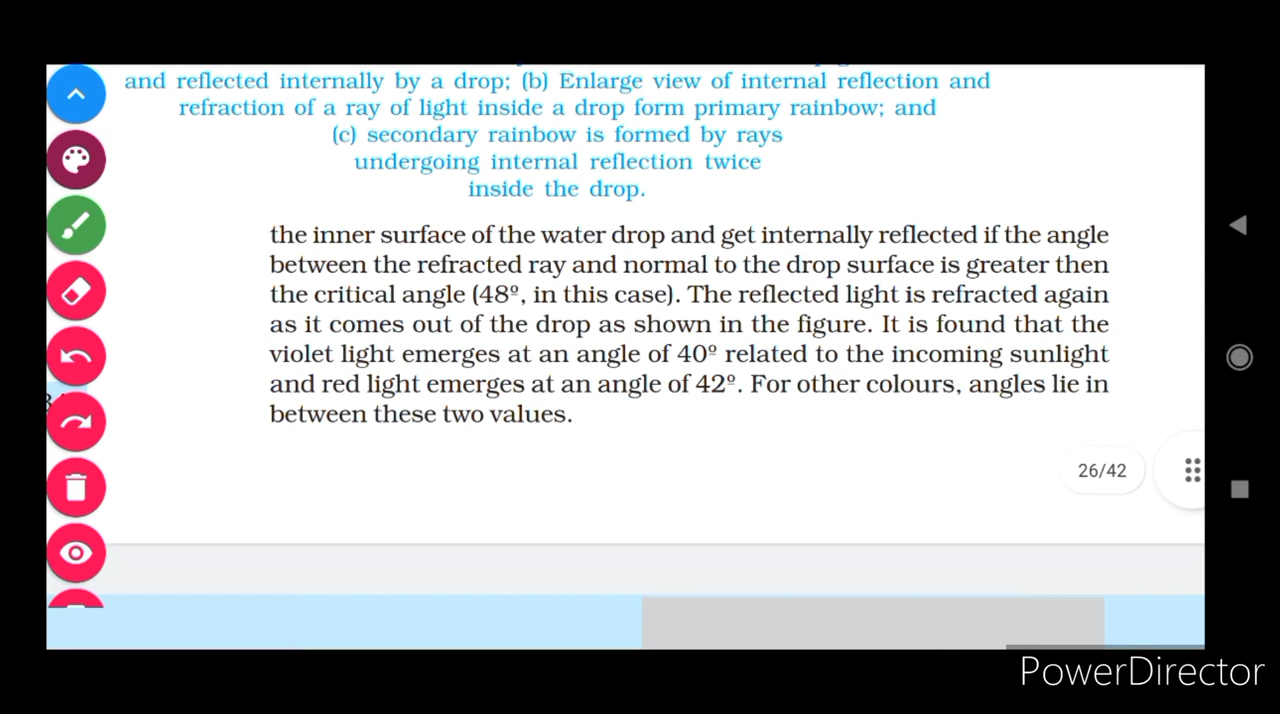 and reflected internally by a drop; (b) Enlarge view of internal reflection and
refraction of a ray of light inside a drop form primary rainbow; and
(c) secondary rainbow is formed by rays
undergoing internal reflection twice
inside the drop.
the inner surface of the water drop and get internally reflected if the angle
between the refracted ray and normal to the drop surface is greater then
the critical angle (48º, in this case). The reflected light is refracted again
as it comes out of the drop as shown in the figure. It is found that the
violet light emerges at an angle of 40º related to the incoming sunlight
and red light emerges at an angle of 42º. For other colours, angles lie in
between these two values.
26/42
PowerDirector